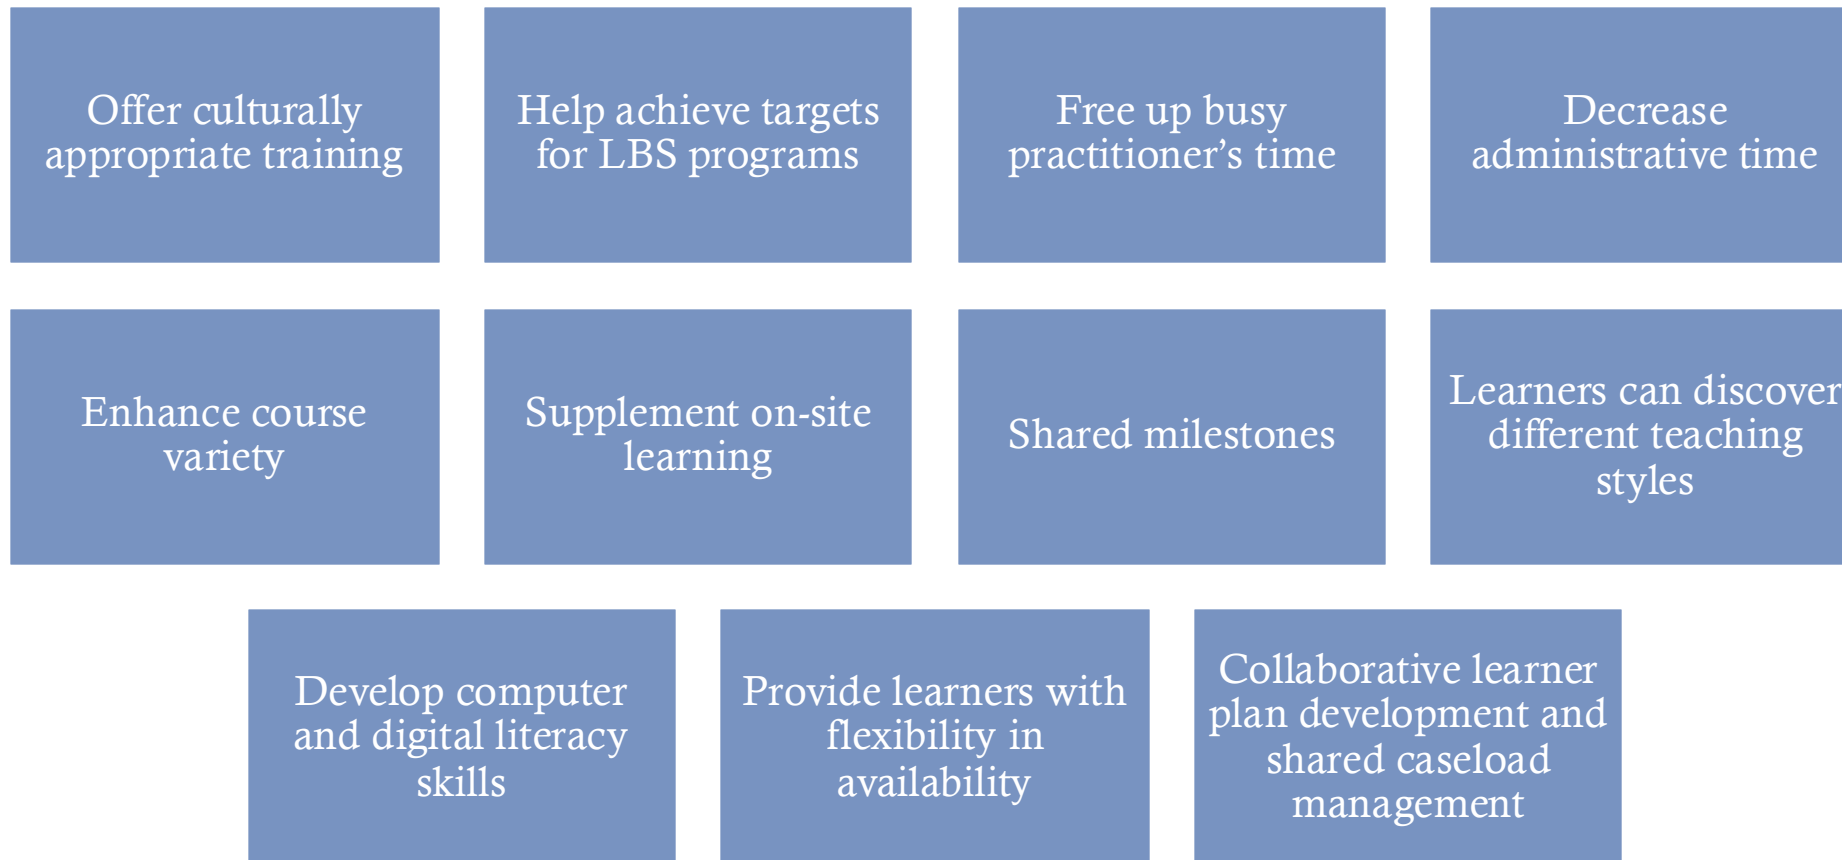 Offer culturally
appropriate training
Help achieve targets
for LBS programs
Free up busy
practitioner’s time
Decrease
administrative time
Enhance course
variety
Supplement on-site
learning
Shared milestones
Learners can discover
different teaching
styles
Develop computer
and digital literacy
skills
Provide learners with
flexibility in
availability
Collaborative learner
plan development and
shared caseload
management